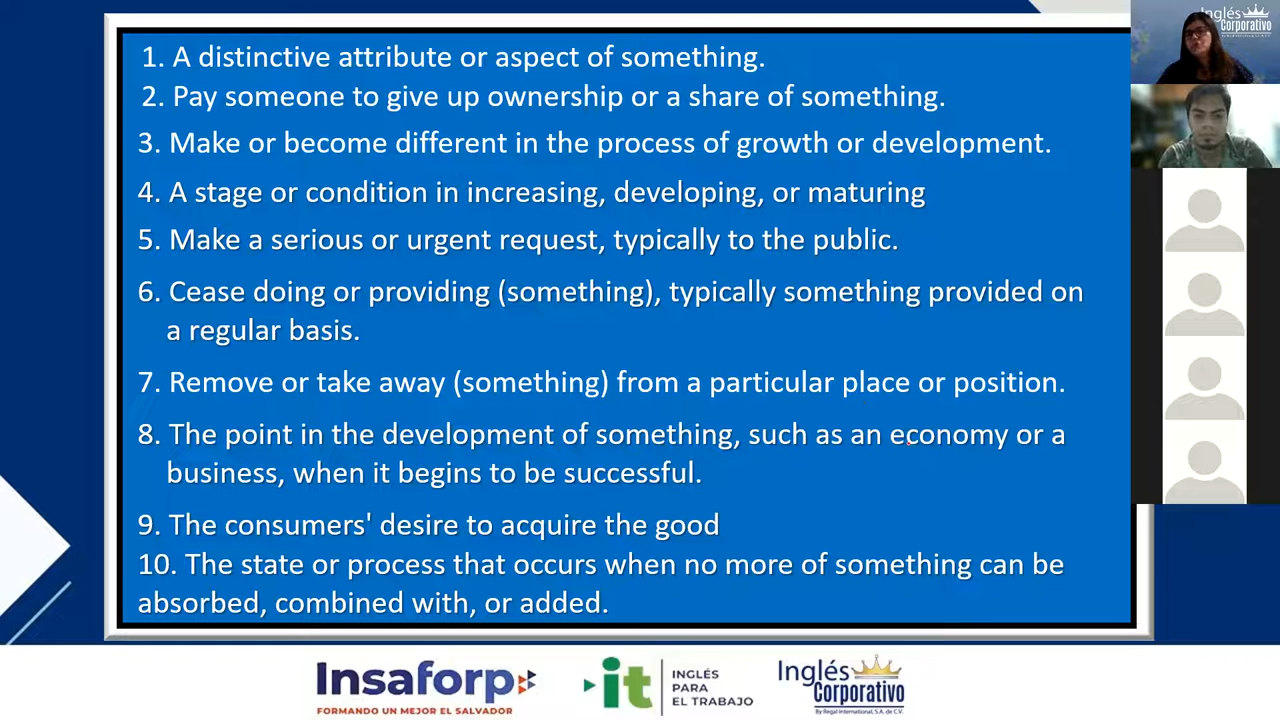 1. A distinctive attribute or aspect of something.
2. Pay someone to give up ownership or a share of something.
3. Make or become different in the process of growth or development.
4. A stage or condition in increasing, developing, or maturing
5. Make a serious or urgent request, typically to the public.
6. Cease doing or providing (something), typically something provided on
a regular basis.
7. Remove or take away (something) from a particular place or position.
8. The point in the development of something, such as an economy or a
business, when it begins to be successful.
9. The consumers' desire to acquire the good
10. The state or process that occurs when no more of something can be
absorbed, combined with, or added.
Inglés
Corporativo
Insaforp
FORMANDO UN MEJOR EL SALVADOR
it
INGLÉS
PARA
EL TRABAJO
Inglés
Corporativo
By Regal International, S.A. de C.V.